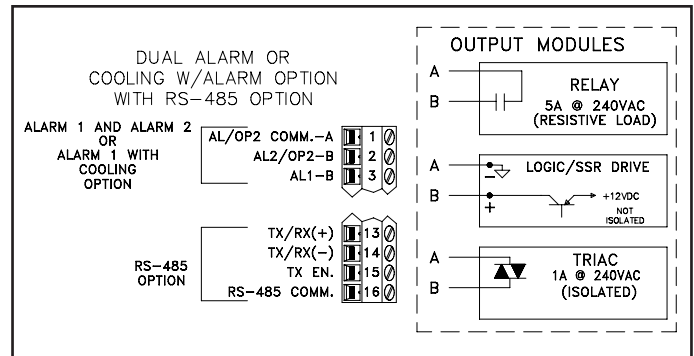 DUAL ALARM OR
COOLING W/ALARM OPTION
WITH RS-485 OPTION
ALARM 1 AND ALARM 2
OR
ALARM 1 WITH
COOLING
OPTION
AL/OP2 COMM.-A 1
AL2/OP2-B 2
AL1-B 3
RS-485
OPTION
TX/RX(+) 13
TX/RX(-) 14
TX EN. 15
RS-485 COMM. 16
OUTPUT MODULES
A
B
RELAY
5A @ 240VAC
(RESISTIVE LOAD)
A
B
LOGIC/SSR DRIVE
-
+
+12VDC
NOT
ISOLATED
A
B
TRIAC
1A @ 240VAC
(ISOLATED)